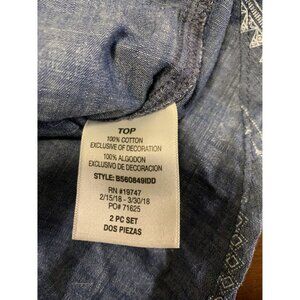 TOP
100% COTTON
EXCLUSIVE OF DECORATION
100% ALGODON
EXCLUSIVO DE DECORACION
STYLE: B560849IDD
RN #19747
2/15/18 - 3/30/18
PO# 71625
2 PC SET
DOS PIEZAS